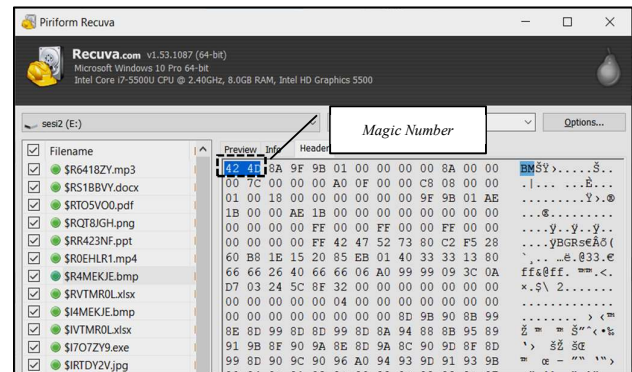 Piriform Recuva
Recuva.com v1.53.1087 (64-bit)
Microsoft Windows 10 Pro 64-bit
Intel Core i7-5500U CPU @ 2.40GHz, 8.0GB RAM, Intel HD Graphics 5500
sesi2 (E:)
Magic Number
Options...
Filename
Preview Info Header
$R6418ZY.mp3
$RS1BBVY.docx
$RTO5VO0.pdf
$RQT8JGH.png
$RR423NF.ppt
$R0EHLR1.mp4
$R4MEKJE.bmp
$RVTMR0L.xlsx
$I4MEKJE.bmp
$IVTMR0L.xlsx
$I7O7ZY9.exe
$IRTDY2V.jpg
42 4D 8A 9F 9B 01 00 00 00 00 8A 00 00 BMŠŸ›.....Š..
00 7C 00 00 00 A0 0F 00 00 C8 08 00 00 .|... ...È...
01 00 18 00 00 00 00 00 00 9F 9B 01 AE .........Ÿ›.®
1B 00 00 AE 1B 00 00 00 00 00 00 00 00 ...®.........
00 00 00 00 FF 00 00 FF 00 00 FF 00 00 ....ÿ..ÿ..ÿ..
00 00 00 00 FF 42 47 52 73 80 C2 F5 28 ....ÿBGRs€Âõ(
60 B8 1E 15 20 85 EB 01 40 33 33 13 80 `¸.. …ë.@33.€
66 66 26 40 66 66 06 A0 99 99 09 3C 0A ff&@ff. ™™.<.
D7 03 24 5C 8F 32 00 00 00 00 00 00 00 ×.$\ 2.......
00 00 00 00 00 04 00 00 00 00 00 00 00 .............
00 00 00 00 00 00 00 00 8D 9B 90 8B 99
8E 8D 99 8D 8D 99 8D 8A 94 88 8B 95 89
91 9B 8F 90 9A 8E 8D 9A 8C 90 9D 8F 8D
99 8D 90 9C 90 96 A0 94 93 9D 91 93 9B